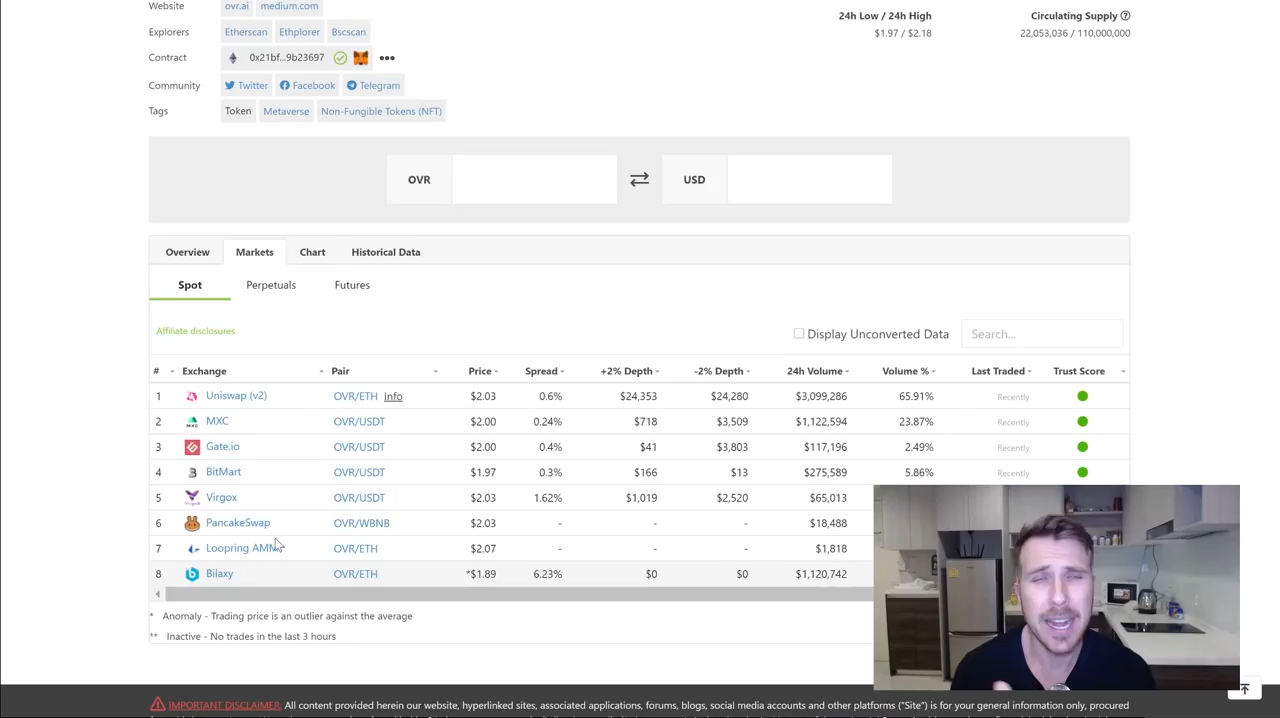 Website ovr.ai medium.com
24h Low / 24h High Circulating Supply
Explorers Etherscan Ethplorer Bscscan
$1.97 / $2.18 22,053,036 / 110,000,000
Contract 0x21bf...9b23697
Community Twitter Facebook Telegram
Tags Token Metaverse Non-Fungible Tokens (NFT)
OVR USD
Overview Markets Chart Historical Data
Spot Perpetuals Futures
Affiliate disclosures
Display Unconverted Data Search...
# Exchange Pair Price Spread +2% Depth -2% Depth 24h Volume Volume % Last Traded Trust Score
1 Uniswap (v2) OVR/ETH Info $2.03 0.6% $24,353 $24,280 $3,099,286 65.91% Recently
2 MXC OVR/USDT $2.00 0.24% $718 $3,509 $1,122,594 23.87% Recently
3 Gate.io OVR/USDT $2.00 0.4% $41 $3,803 $117,196 2.49% Recently
4 BitMart OVR/USDT $1.97 0.3% $166 $13 $275,589 5.86% Recently
5 Virgox OVR/USDT $2.03 1.62% $1,019 $2,520 $65,013
6 PancakeSwap OVR/WBNB $2.03 - - - $18,488
7 Loopring AMM OVR/ETH $2.07 - - - $1,818
8 Bilaxy OVR/ETH *$1.89 6.23% $0 $0 $1,120,742
* Anomaly - Trading price is an outlier against the average
** Inactive - No trades in the last 3 hours
IMPORTANT DISCLAIMER: All content provided herein our website, hyperlinked sites, associated applications, forums, blogs, social media accounts and other platforms ("Site") is for your general information only, procured